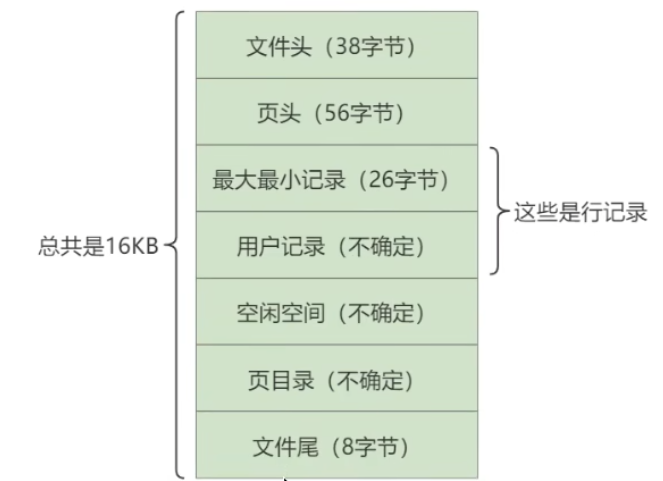 文件头（38字节）
页头（56字节）
最大最小记录（26字节）
这些是行记录
总共是16KB
用户记录（不确定）
空闲空间（不确定）
页目录（不确定）
文件尾（8字节）